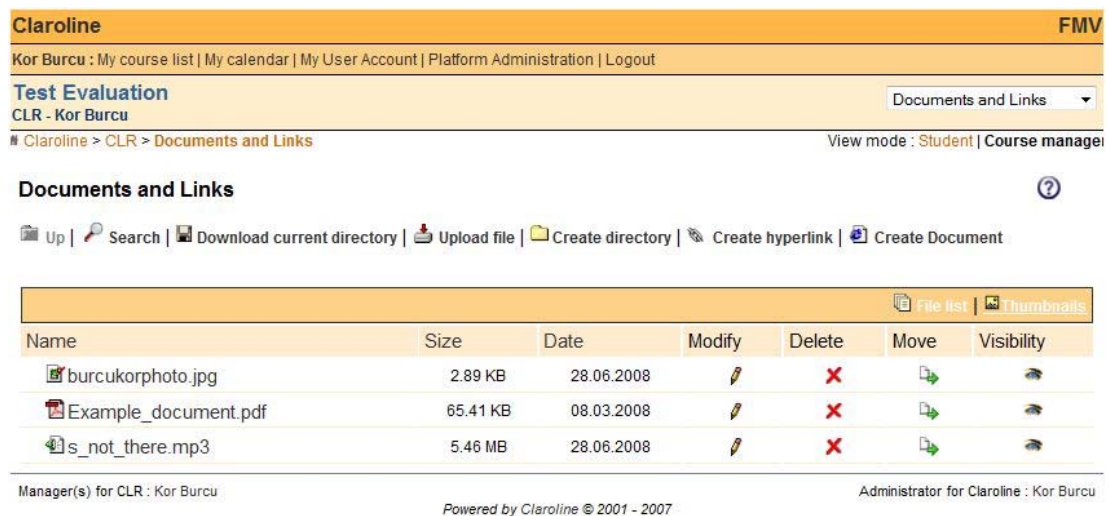 Claroline FMV
Kor Burcu : My course list | My calendar | My User Account | Platform Administration | Logout
Test Evaluation
Documents and Links
CLR - Kor Burcu
Claroline > CLR > Documents and Links View mode : Student | Course manager
Documents and Links
Up | Search | Download current directory | Upload file | Create directory | Create hyperlink | Create Document
File list | Thumbnails
Name Size Date Modify Delete Move Visibility
burcukorphoto.jpg 2.89 KB 28.06.2008
Example_document.pdf 65.41 KB 08.03.2008
s_not_there.mp3 5.46 MB 28.06.2008
Manager(s) for CLR : Kor Burcu Administrator for Claroline : Kor Burcu
Powered by Claroline © 2001 - 2007